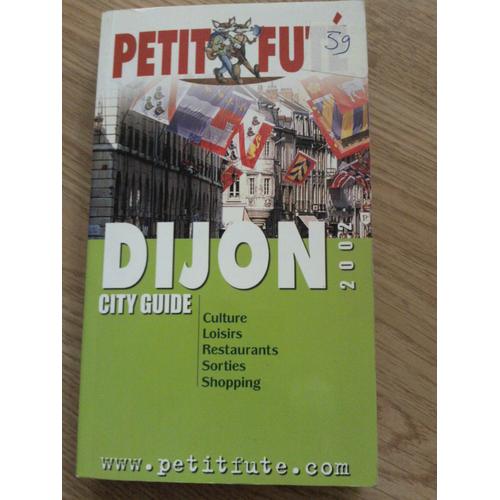 PETIT FUTÉ
59
DIJON
2002
CITY GUIDE
Culture
Loisirs
Restaurants
Sorties
Shopping
www.petitfute.com